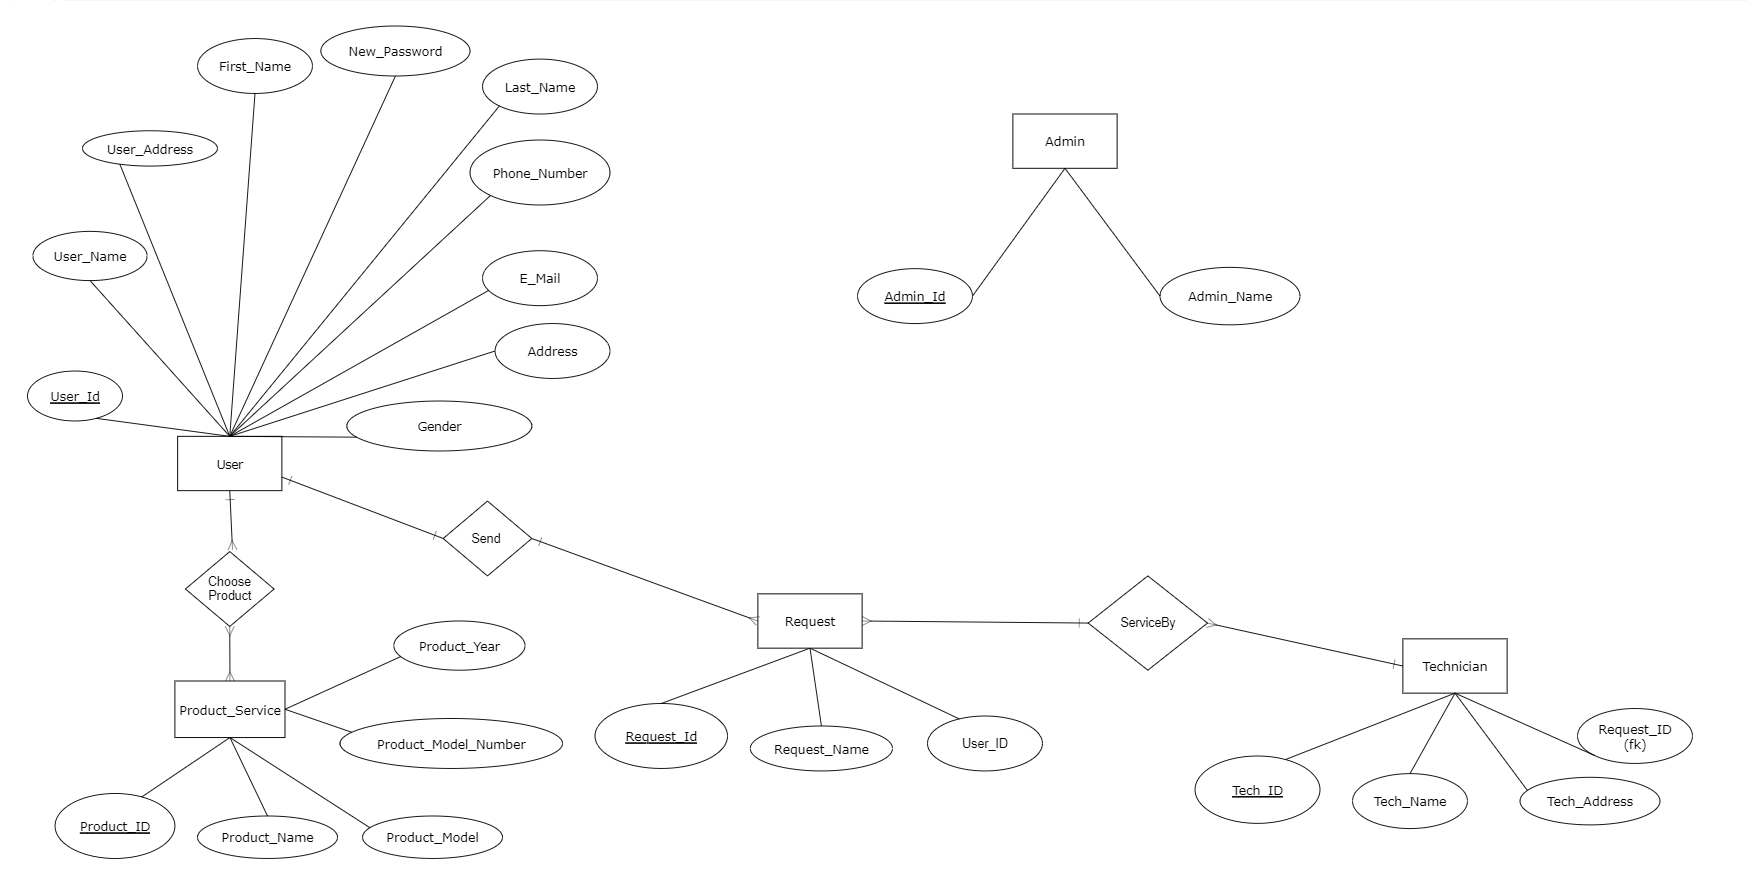 New_Password
First_Name
Last_Name
Admin
User_Address
Phone_Number
User_Name
E_Mail
Admin_Id
Admin_Name
Address
User_Id
Gender
User
Send
Choose
Product
Request
ServiceBy
Product_Year
Technician
Product_Service
Request_Id
Request_Name
User_ID
Request_ID
(fk)
Product_Model_Number
Tech_ID
Tech_Name
Tech_Address
Product_ID
Product_Name
Product_Model